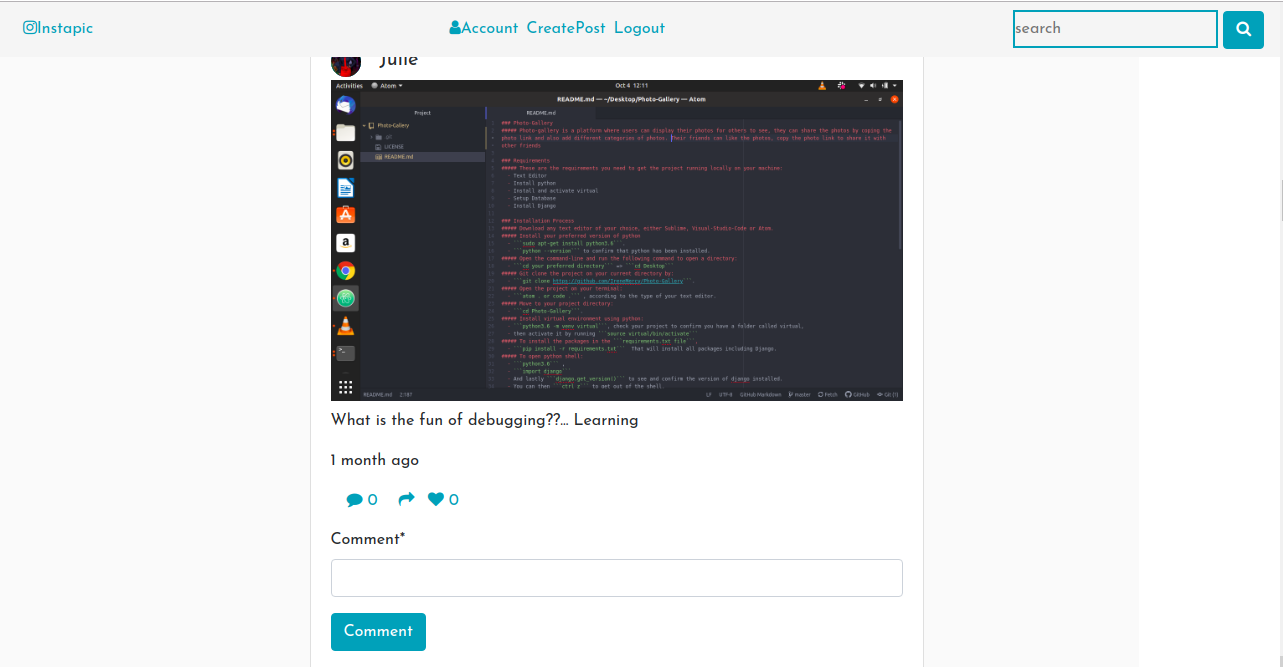 Instapic
Account CreatePost Logout
search
Julie
Activities Atom Oct 4 12:11
README.md — ~/Desktop/Photo-Gallery — Atom
Project
README.md
Photo-Gallery
.git
LICENSE
README.md
### Photo-Gallery
##### Photo-gallery is a platform where users can display their photos for others to see, they can share the photos by copying the
photo link and also add different categories of photos. Their friends can like the photos, copy the photo link to share it with
other friends
### Requirements
##### These are the requirements you need to get the project running locally on your machine:
- Text Editor
- Install python
- Install and activate virtual
- Setup Database
- Install Django
### Installation Process
##### Download any text editor of your choice, either Sublime, Visual-Studio-Code or Atom.
##### Install your preferred version of python
- ```sudo apt-get install python3.6```
- ```python --version``` to confirm that python has been installed.
##### Open the command-line and run the following command to open a directory:
- ```cd your preferred directory``` => ```cd Desktop```
##### Git clone the project on your current directory by:
- ```git clone https://github.com/IreneMercy/Photo-Gallery```.
##### Open the project on your terminal:
- ```atom . or code .``` , according to the type of your text editor.
##### Move to your project directory:
- ```cd Photo-Gallery```.
##### Install virtual environment using python:
- ```python3.6 -m venv virtual```, check your project to confirm you have a folder called virtual,
- then activate it by running ```source virtual/bin/activate```
##### To install the packages in the ```requirements.txt file```,
- ```pip install -r requirements.txt``` That will install all packages including Django.
##### To open python shell:
- ```python3.6``` ,
- ```import django```
- And lastly ```django.get_version()``` to see and confirm the version of django installed.
- You can then ```ctrl z``` to get out of the shell.
README.md 2:187 LF UTF-8 GitHub Markdown master Fetch GitHub Git (1)
What is the fun of debugging??... Learning
1 month ago
0 0
Comment*
Comment